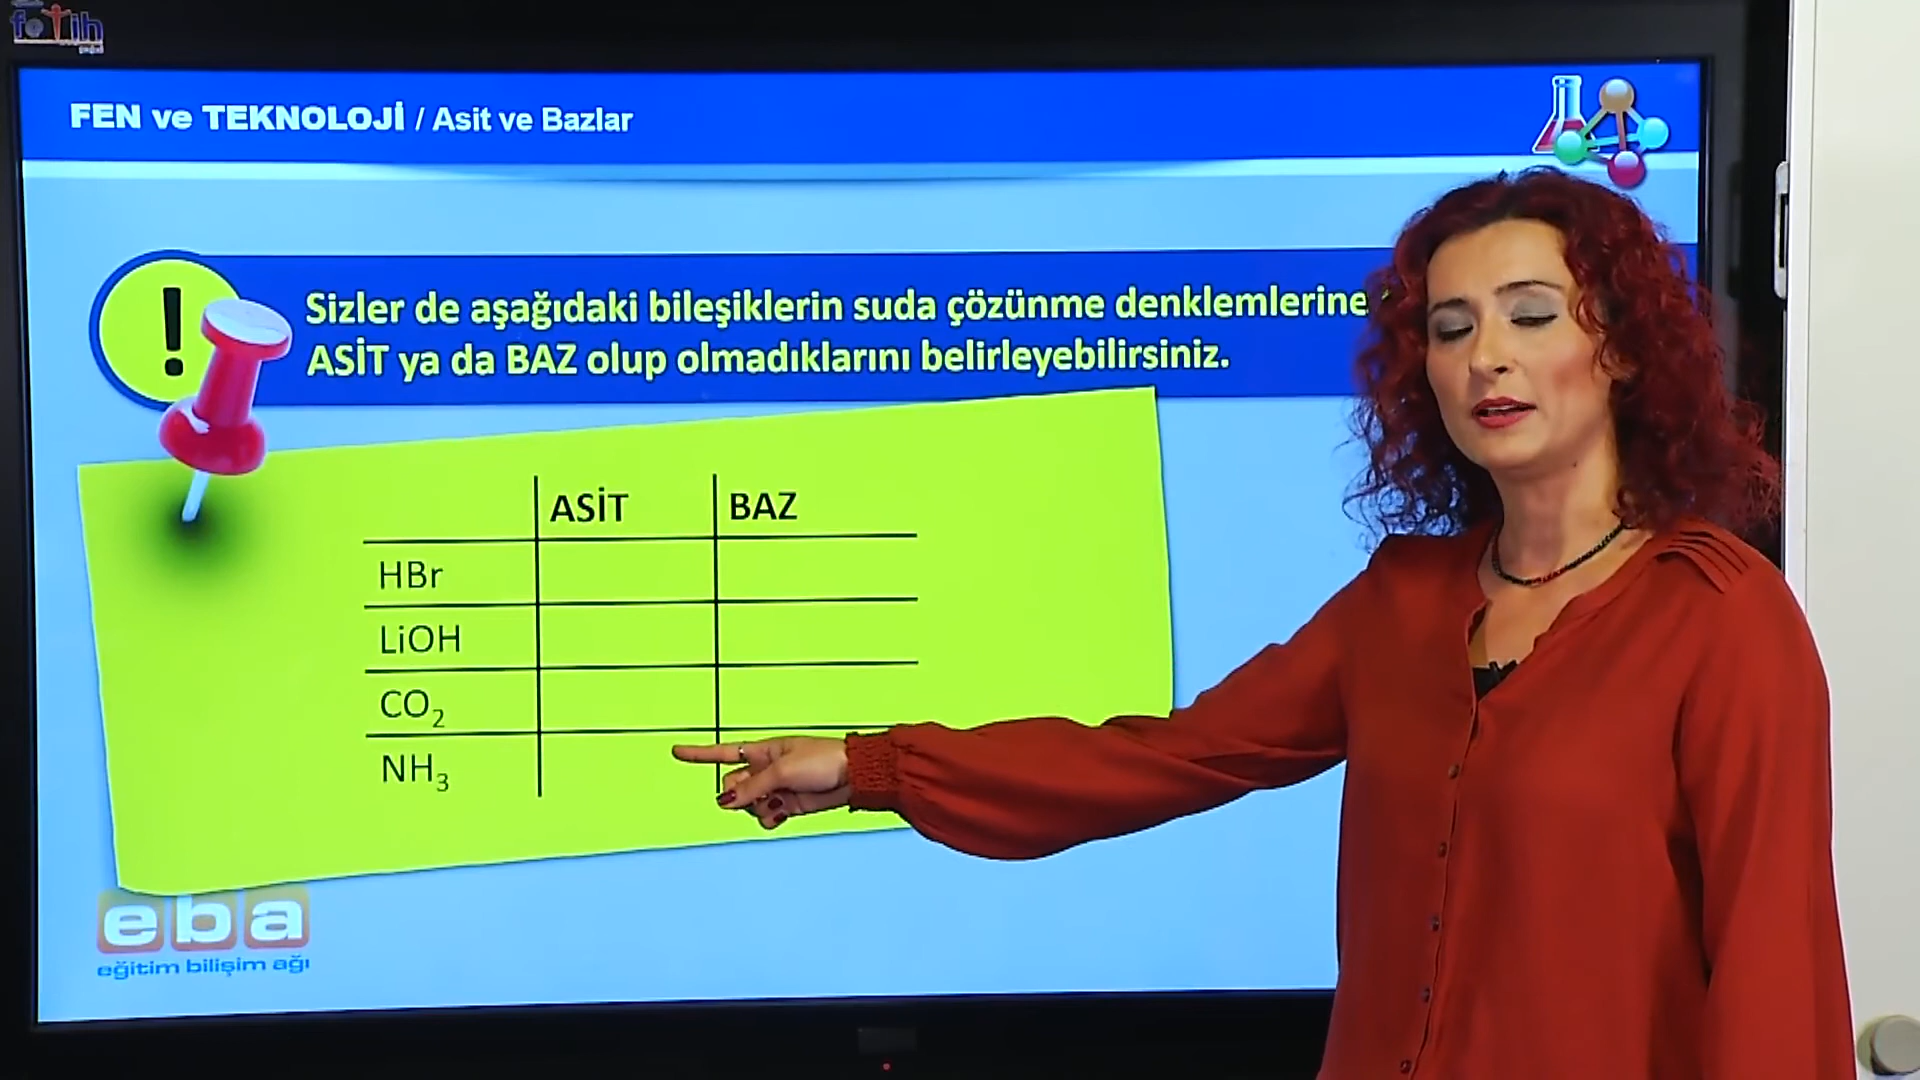 fatih
FEN ve TEKNOLOJİ / Asit ve Bazlar
! Sizler de aşağıdaki bileşiklerin suda çözünme denklemlerine
ASİT ya da BAZ olup olmadıklarını belirleyebilirsiniz.
ASİT BAZ
HBr
LiOH
CO₂
NH₃
eba
eğitim bilişim ağı